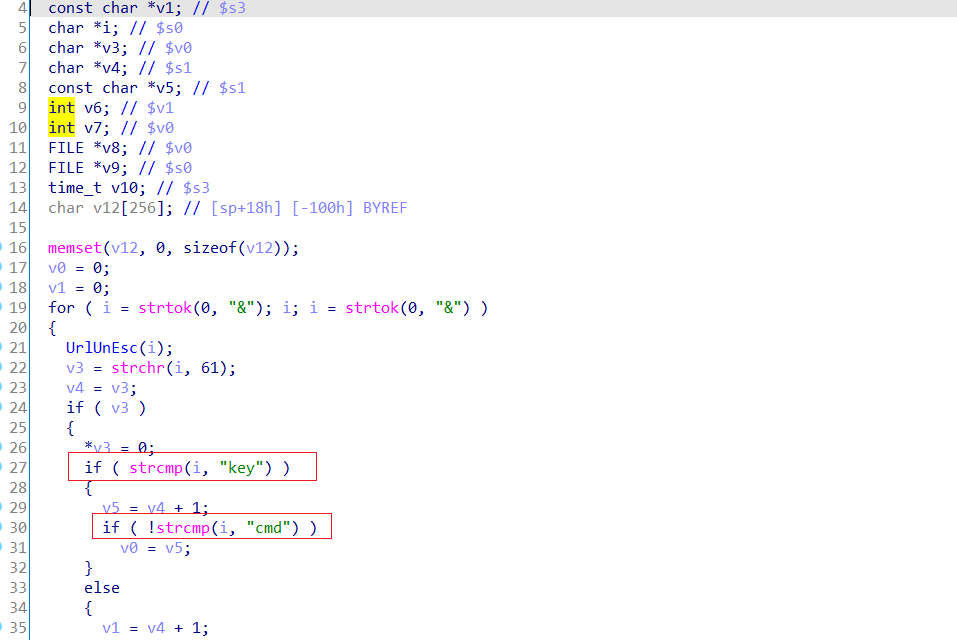 4 const char *v1; // $s3
5 char *i; // $s0
6 char *v3; // $v0
7 char *v4; // $s1
8 const char *v5; // $s1
9 int v6; // $v1
10 int v7; // $v0
11 FILE *v8; // $v0
12 FILE *v9; // $s0
13 time_t v10; // $s3
14 char v12[256]; // [sp+18h] [-100h] BYREF
15
16 memset(v12, 0, sizeof(v12));
17 v0 = 0;
18 v1 = 0;
19 for ( i = strtok(0, "&"); i; i = strtok(0, "&") )
20 {
21 UrlUnEsc(i);
22 v3 = strchr(i, 61);
23 v4 = v3;
24 if ( v3 )
25 {
26 *v3 = 0;
27 if ( strcmp(i, "key") )
28 {
29 v5 = v4 + 1;
30 if ( !strcmp(i, "cmd") )
31 v0 = v5;
32 }
33 else
34 {
35 v1 = v4 + 1;